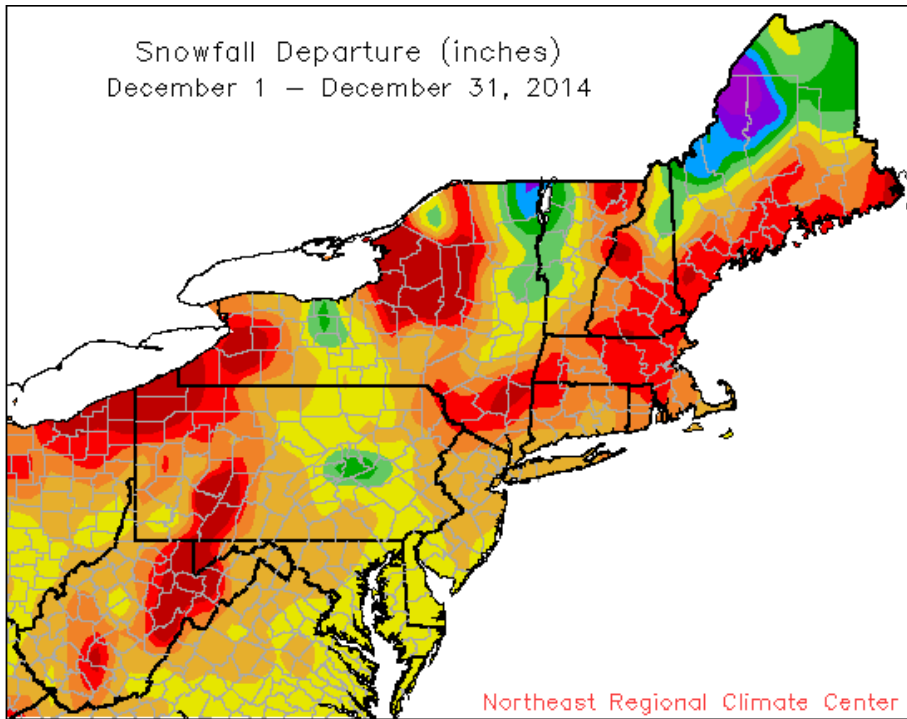 Snowfall Departure (inches)
December 1 – December 31, 2014
Northeast Regional Climate Center